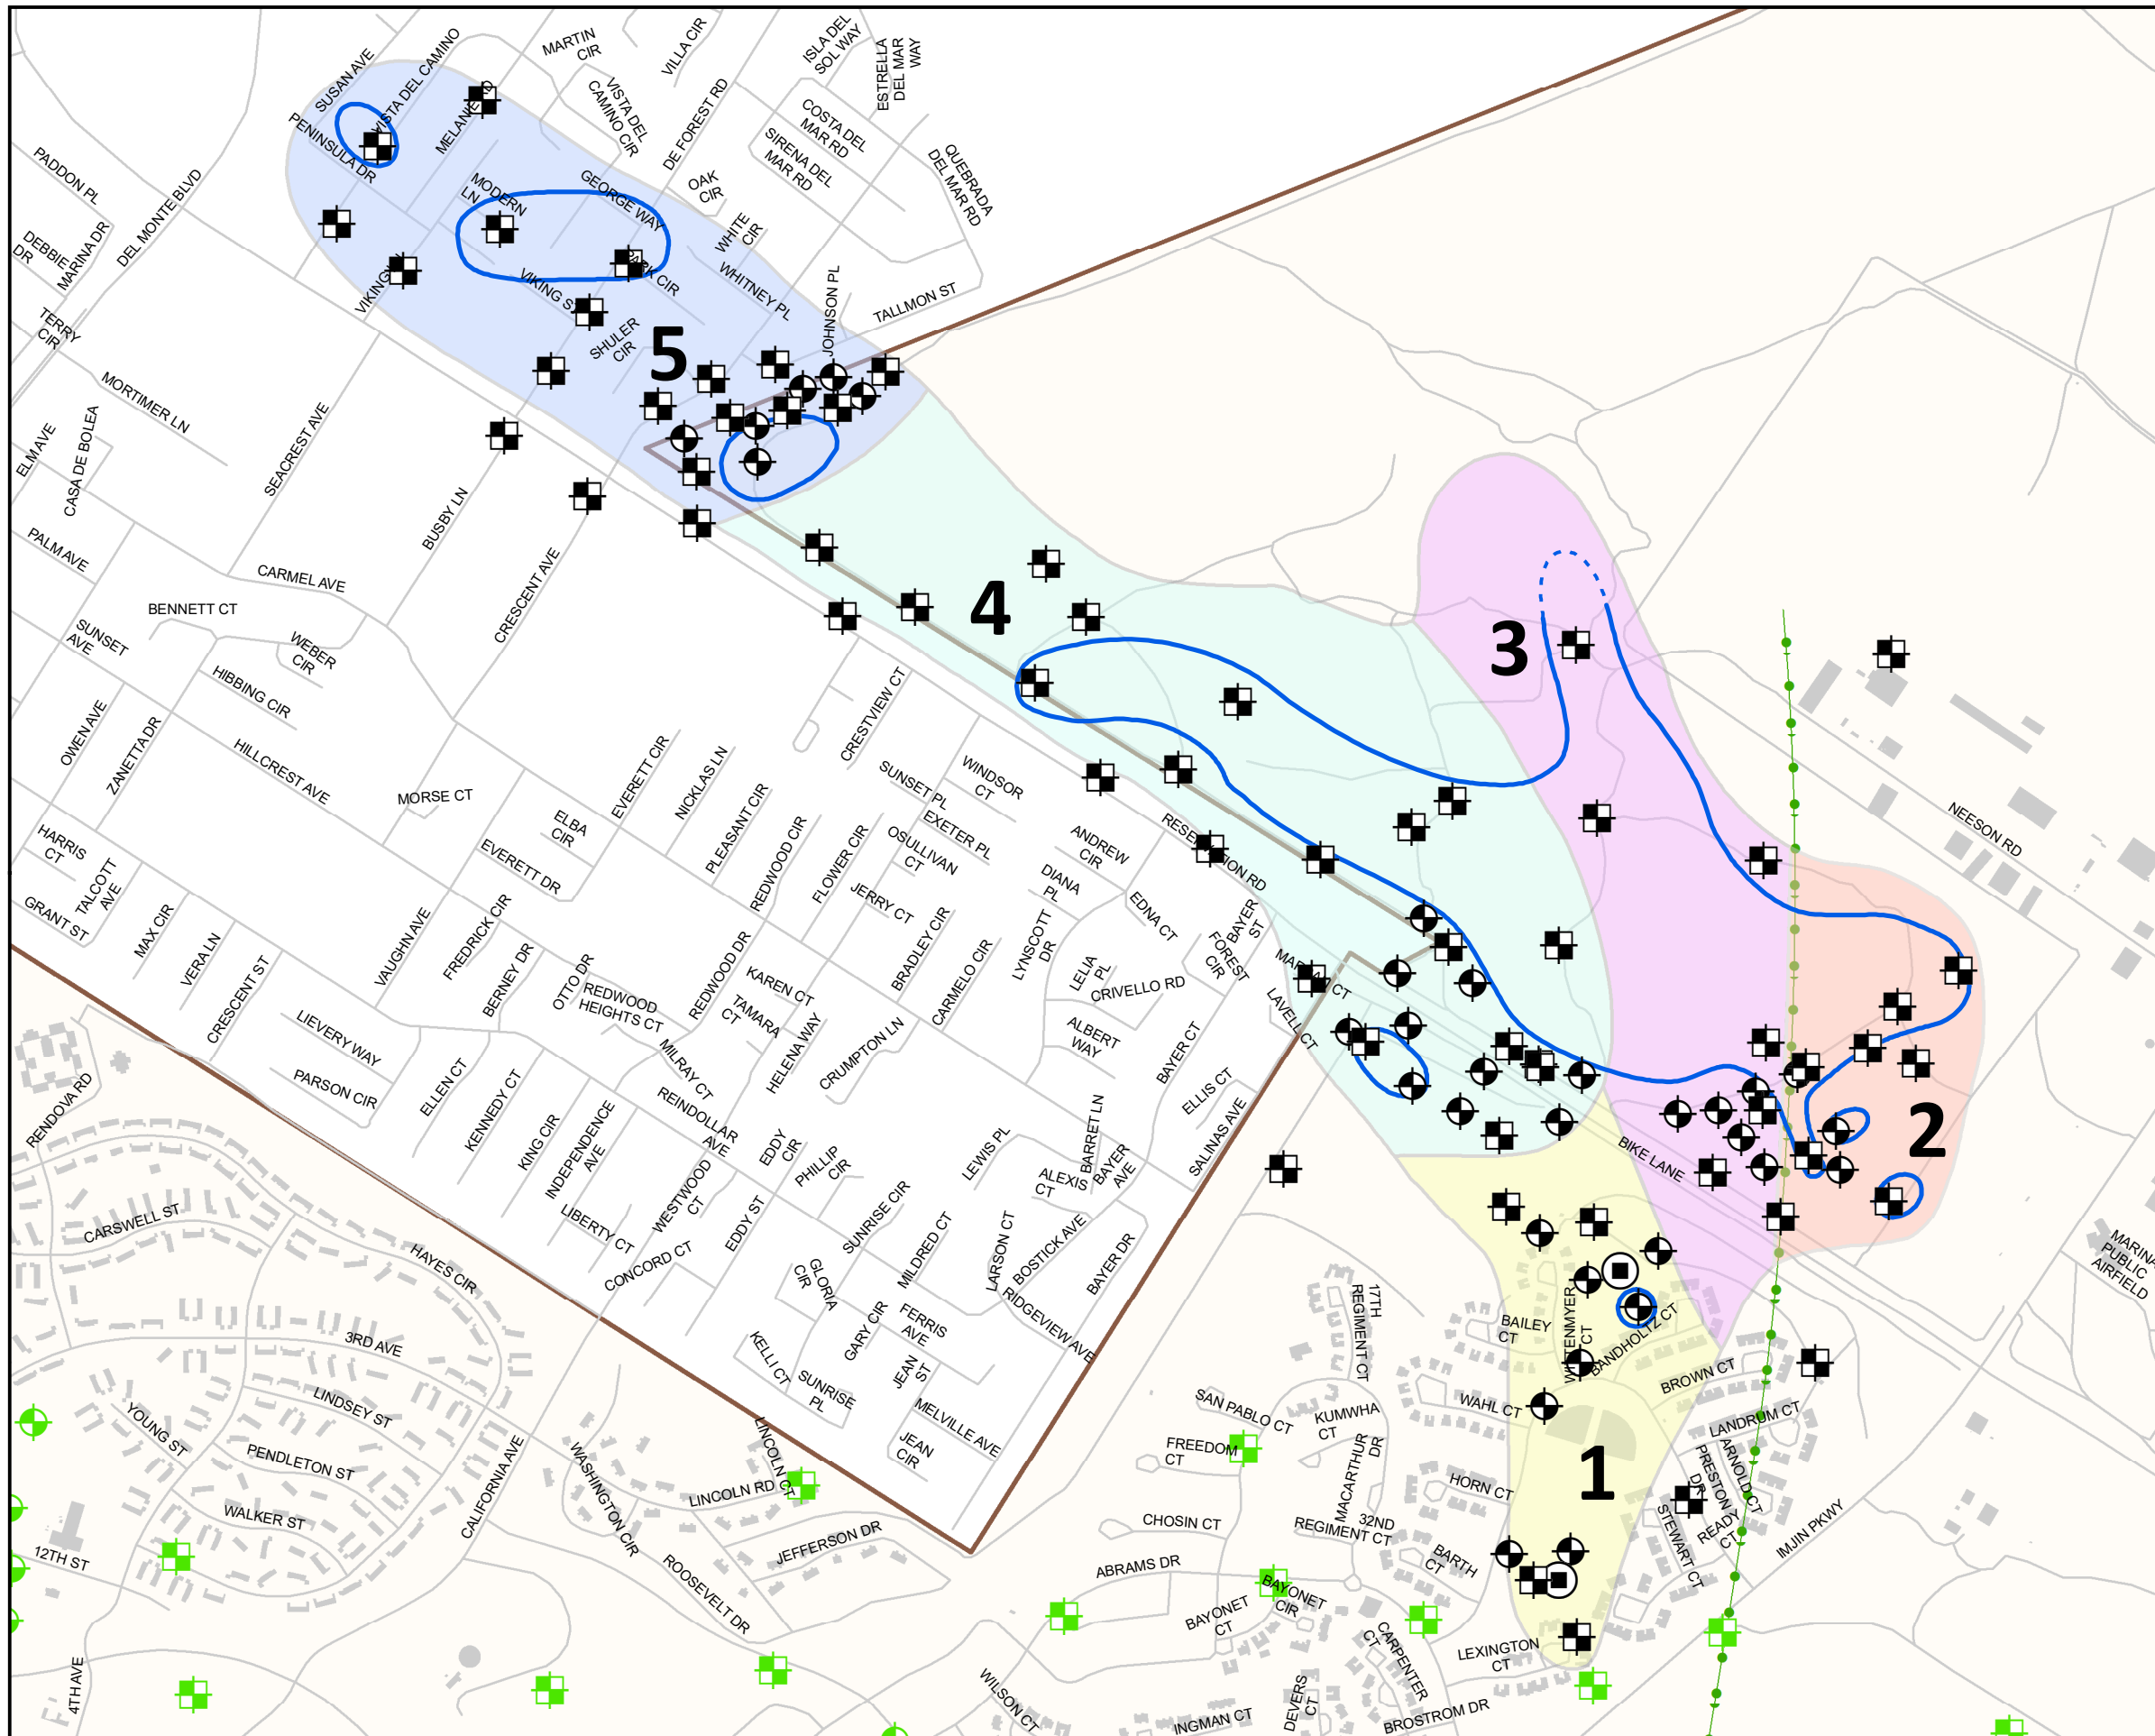 MARTIN
CIR
VILLA CIR
ISLA DEL
SOL WAY
ESTRELLA
DEL MAR
WAY
SUSAN AVE
VISTA DEL CAMINO
MELANIE RD
VISTA DEL
CAMINO CIR
DE FOREST RD
COSTA DEL
MAR RD
SIRENA DEL
MAR RD
QUEBRADA
DEL MAR RD
PENINSULA DR
PADDON PL
DEL MONTE BLVD
MODERN
LN
GEORGE WAY
OAK
CIR
WHITE
CIR
DEBBIE
DR
MARINA DR
VIKING
VIKING S
PARK CIR
WHITNEY PL
JOHNSON PL
TALLMON ST
TERRY
CIR
SHULER
CIR
5
MORTIMER LN
ELM AVE
CASA DE BOLEA
SEACREST AVE
BUSBY LN
PALM AVE
CARMEL AVE
CRESCENT AVE
BENNETT CT
4
3
SUNSET
AVE
WEBER
CIR
HIBBING CIR
OWEN AVE
ZANETTA DR
HILLCREST AVE
MORSE CT
EVERETT CIR
NICKLAS LN
CRESTVIEW CT
PLEASANT CIR
SUNSET PL
WINDSOR
CT
NEESON RD
HARRIS
CT
TALCOTT
AVE
ELBA
CIR
EVERETT DR
REDWOOD CIR
FLOWER CIR
OSULLIVAN
CT
EXETER PL
ANDREW
CIR
RESERVATION RD
GRANT ST
MAX CIR
VERA LN
CRESCENT ST
VAUGHN AVE
FREDRICK CIR
BERNEY DR
OTTO DR
REDWOOD
HEIGHTS CT
REDWOOD DR
JERRY CT
BRADLEY CIR
CARMELO CIR
DIANA
PL
LYNSCOTT
DR
EDNA CT
BAYER
ST
FOREST
CIR
LELIA
PL
CRIVELLO RD
KAREN CT
TAMARA
CT
LAVELL CT
LIEVERY WAY
PARSON CIR
ELLEN CT
KENNEDY CT
MILRAY CT
HELENA WAY
CRUMPTON LN
ALBERT
WAY
BAYER CT
ELLIS CT
RENDOVA RD
KING CIR
INDEPENDENCE
AVE
REINDOLLAR
AVE
EDDY
CIR
PHILLIP
CIR
LEWIS PL
BARRET LN
ALEXIS
CT
BAYER
AVE
SALINAS AVE
BIKE LANE
2
CARSWELL ST
HAYES CIR
LIBERTY CT
WESTWOOD
CT
CONCORD CT
EDDY ST
SUNRISE CIR
MILDRED CT
LARSON CT
BOSTICK AVE
BAYER DR
RIDGEVIEW AVE
MARINA
PUBLIC
AIRFIELD
3RD AVE
GLORIA
CIR
GARY CIR
FERRIS
AVE
JEAN
ST
KELLI CT
SUNRISE
PL
17TH
REGIMENT CT
BAILEY
CT
BANDHOLTZ CT
BROWN CT
LINDSEY ST
YOUNG ST
PENDLETON ST
WALKER ST
CALIFORNIA AVE
WASHINGTON CIR
LINCOLN CT
LINCOLN RD
MELVILLE AVE
JEAN
CIR
SAN PABLO CT
KUMWHA
CT
FREEDOM
CT
MACARTHUR
DR
WAHL CT
HORN CT
LANDRUM CT
ARNOLD CT
PRESTON
DR
READY
CT
STEWART CT
1
IMJIN PKWY
12TH ST
JEFFERSON DR
ROOSEVELT DR
CHOSIN CT
32ND
REGIMENT CT
BARTH
CT
ABRAMS DR
BAYONET
CIR
BAYONET
CT
4TH AVE
WILSON CT
CARPENTER
CT
LEXINGTON
CT
DEVERS
CT
INGMAN CT
BROSTROM DR